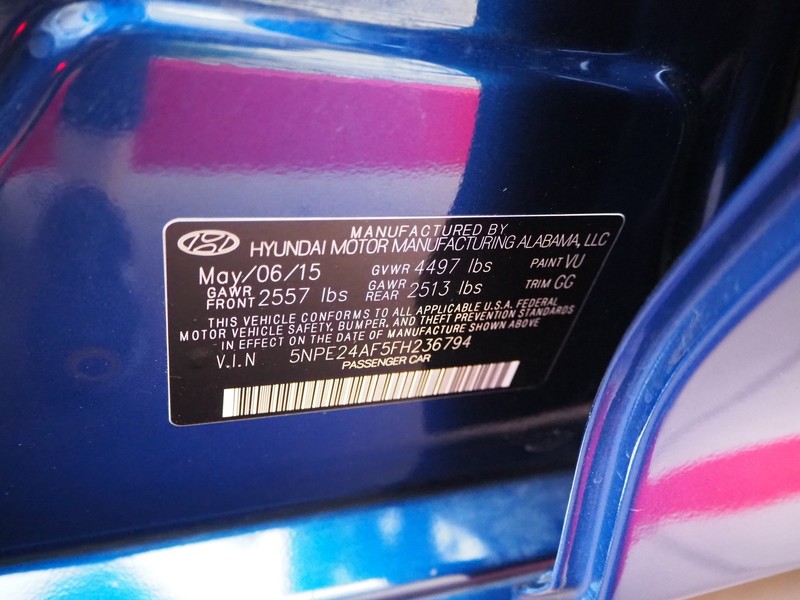 MANUFACTURED BY
HYUNDAI MOTOR MANUFACTURING ALABAMA, LLC
May/06/15 GVWR 4497 lbs PAINT VU
GAWR FRONT 2557 lbs GAWR REAR 2513 lbs TRIM GG
THIS VEHICLE CONFORMS TO ALL APPLICABLE U.S.A. FEDERAL
MOTOR VEHICLE SAFETY, BUMPER, AND THEFT PREVENTION STANDARDS
IN EFFECT ON THE DATE OF MANUFACTURE SHOWN ABOVE
V.I.N 5NPE24AF5FH236794
PASSENGER CAR